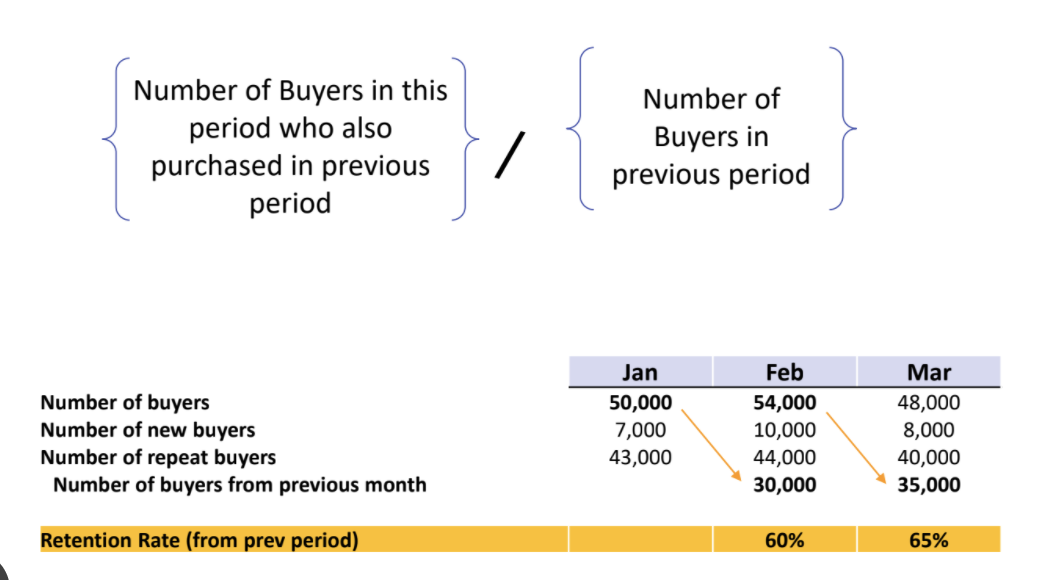 Number of Buyers in this
period who also
purchased in previous
period
/
Number of
Buyers in
previous period
Jan Feb Mar
Number of buyers 50,000 54,000 48,000
Number of new buyers 7,000 10,000 8,000
Number of repeat buyers 43,000 44,000 40,000
Number of buyers from previous month 30,000 35,000
Retention Rate (from prev period) 60% 65%